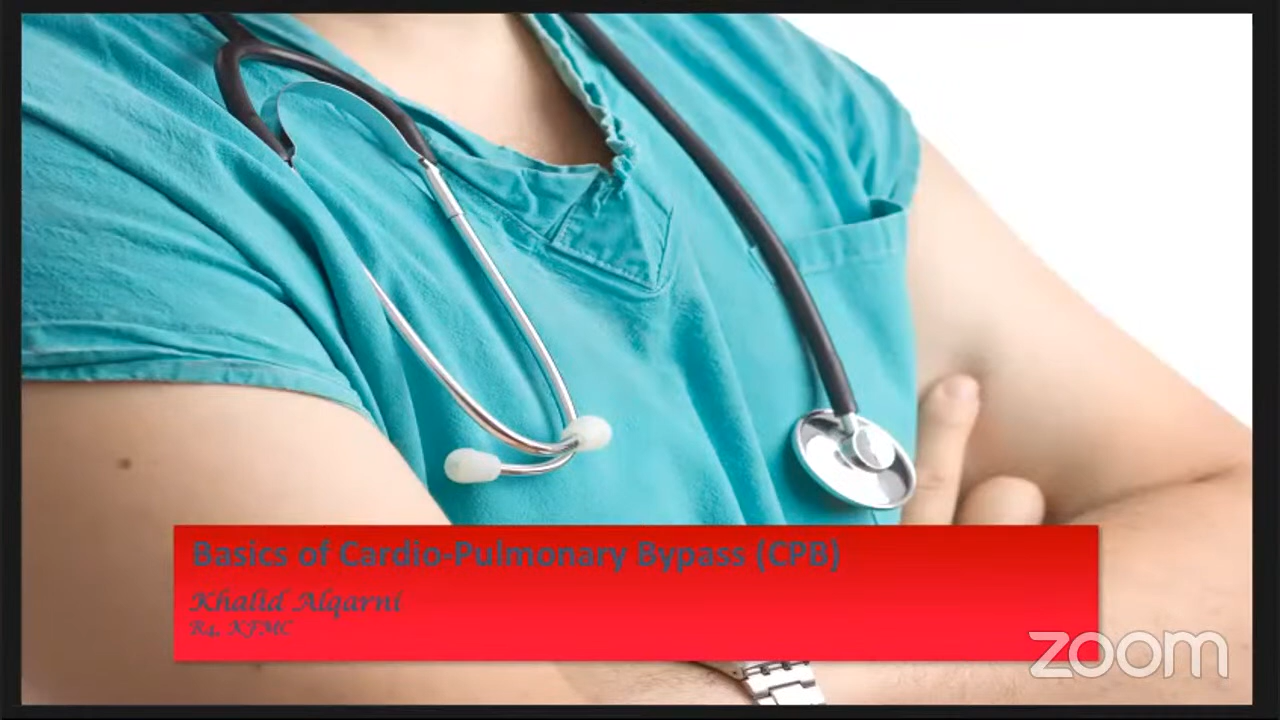 Basics of Cardio-Pulmonary Bypass (CPB)
Khalid Alqarni
R4, KFMC
zoom